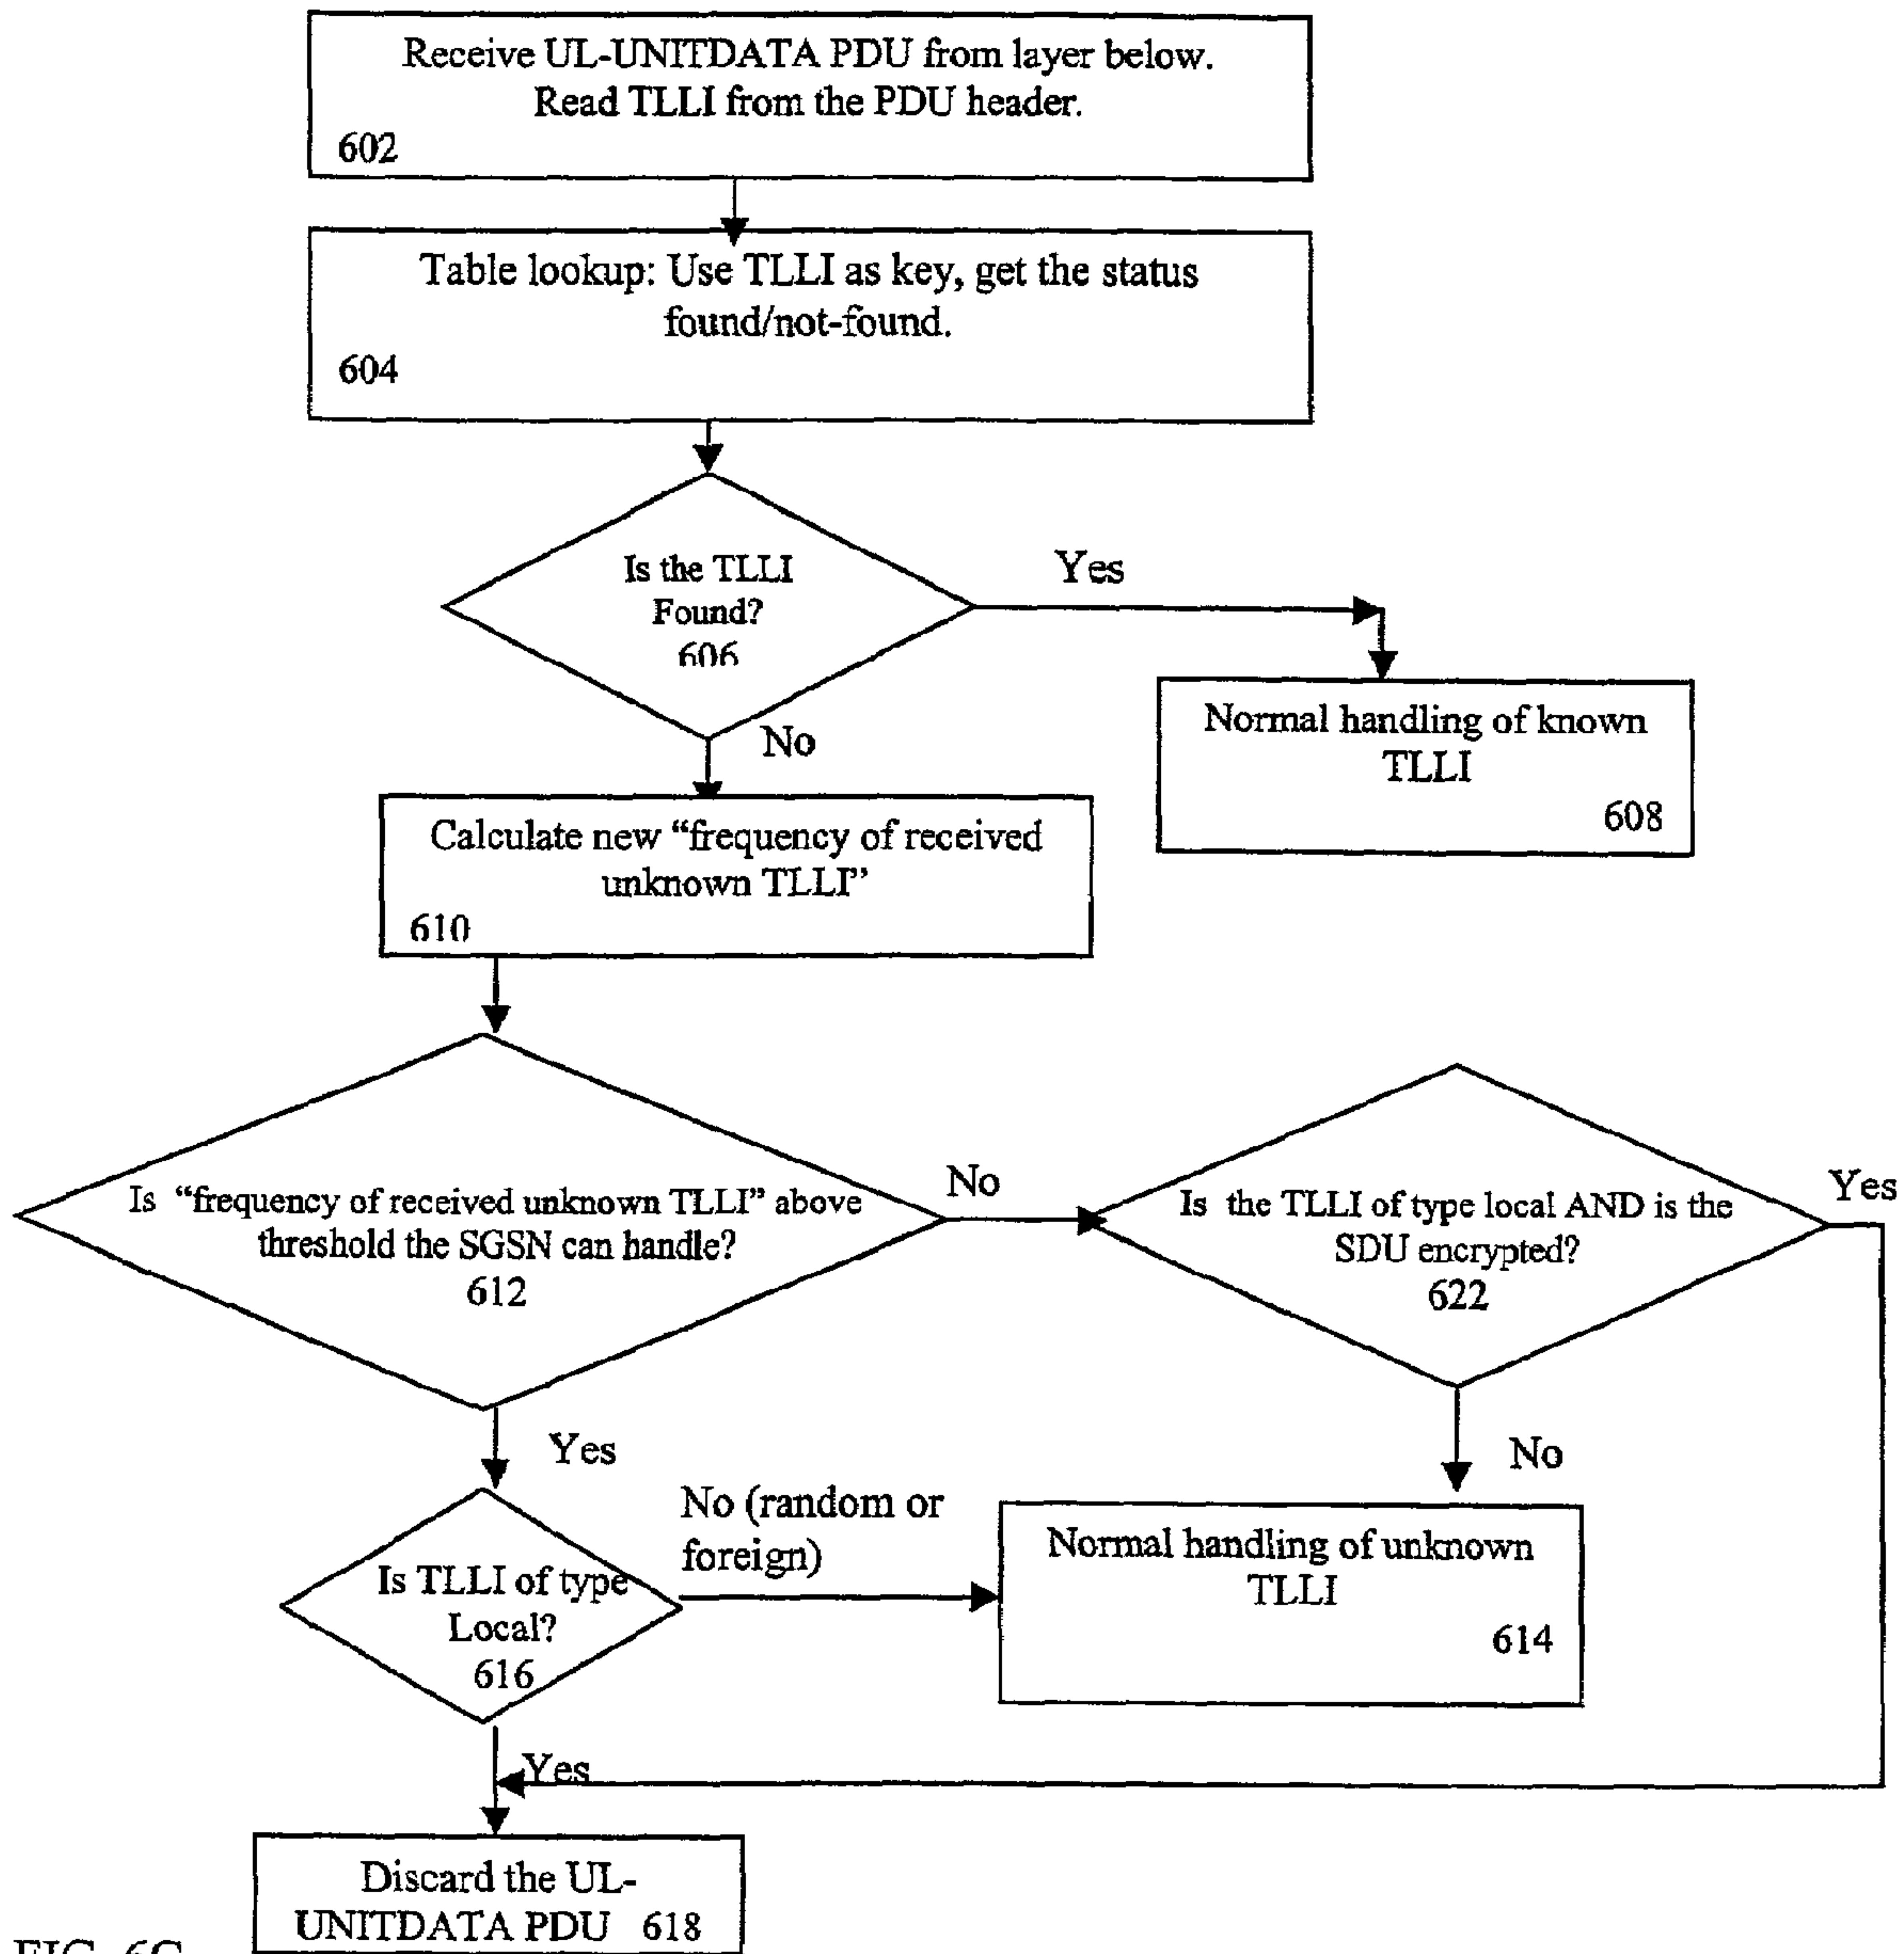 Receive UL-UNITDATA PDU from layer below.
Read TLLI from the PDU header.
602
Table lookup: Use TLLI as key, get the status
found/not-found.
604
Is the TLLI
Found?
606
Yes
Normal handling of known
TLLI
608
No
Calculate new “frequency of received
unknown TLLI”
610
Is “frequency of received unknown TLLI” above
threshold the SGSN can handle?
612
No
Is the TLLI of type local AND is the
SDU encrypted?
622
Yes
Yes
No
No (random or
foreign)
Is TLLI of type
Local?
616
Normal handling of unknown
TLLI
614
Yes
Discard the UL-
UNITDATA PDU 618
FIG. 6C